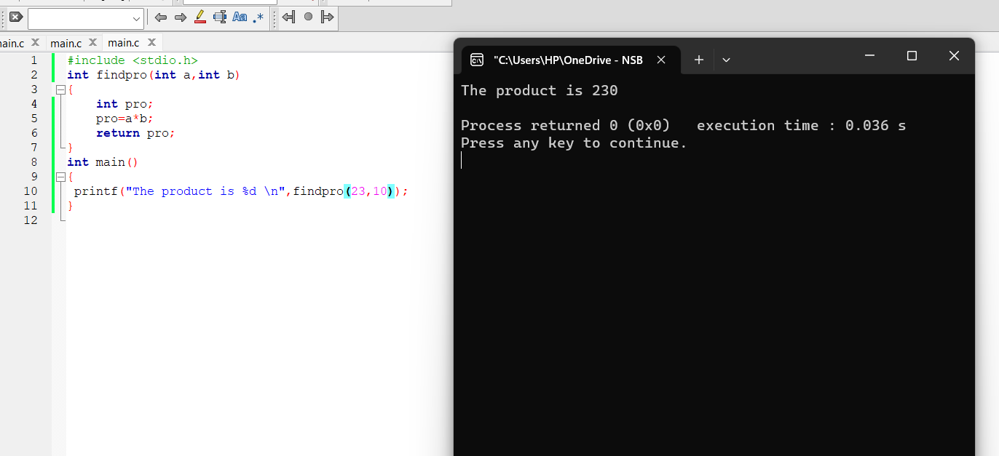 Aa .*
ain.c main.c main.c
1 #include <stdio.h>
2 int findpro(int a,int b)
3 {
4 int pro;
5 pro=a*b;
6 return pro;
7 }
8 int main()
9 {
10 printf("The product is %d \n",findpro(23,10));
11 }
12
"C:\Users\HP\OneDrive - NSB
The product is 230
Process returned 0 (0x0)   execution time : 0.036 s
Press any key to continue.